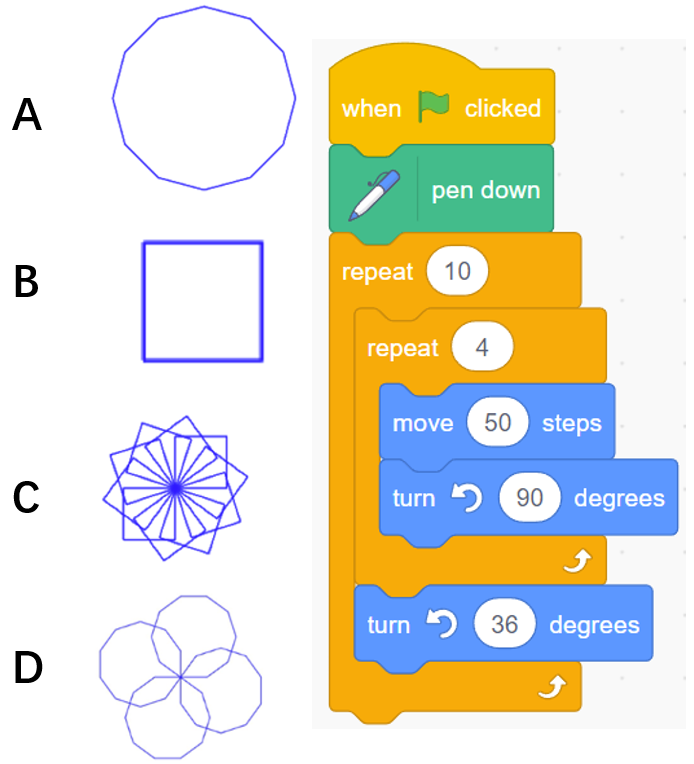 A
B
C
D
when clicked
pen down
repeat 10
repeat 4
move 50 steps
turn 90 degrees
turn 36 degrees